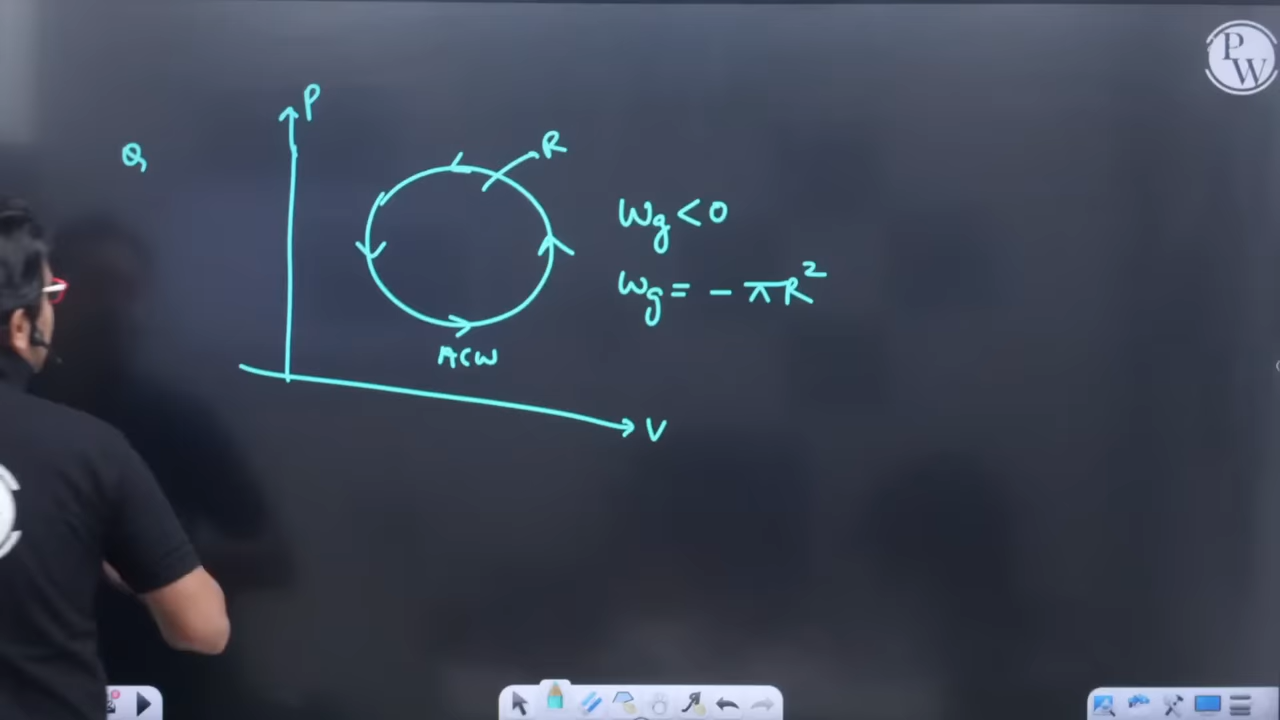 PW
P
Q
R
Wg < 0
Wg = - πR²
ACW
V